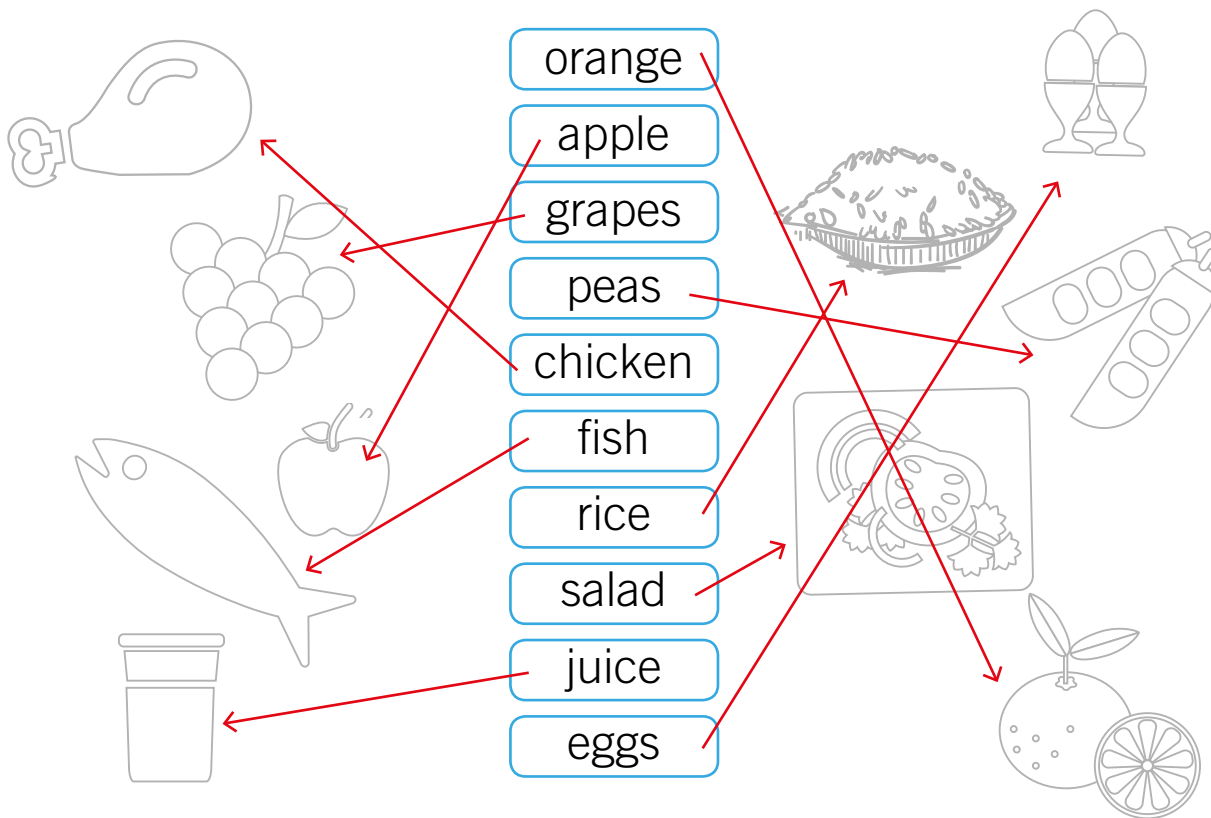 orange
apple
grapes
peas
chicken
fish
rice
salad
juice
eggs